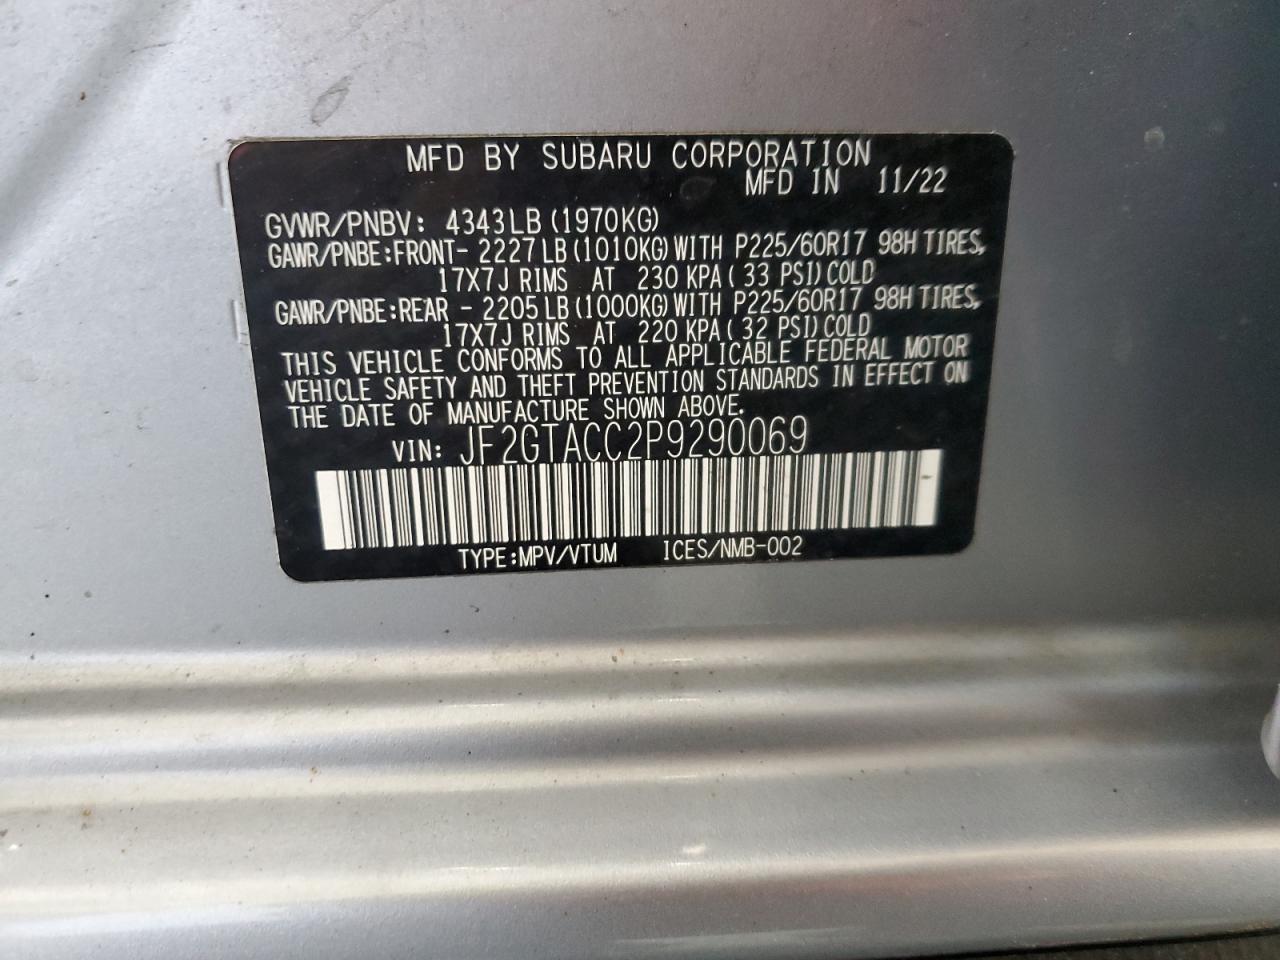 MFD BY SUBARU CORPORATION
MFD IN 11/22
GVWR/PNBV: 4343LB (1970KG)
GAWR/PNBE:FRONT- 2227LB (1010KG) WITH P225/60R17 98H TIRES,
17X7J RIMS AT 230 KPA( 33 PSI) COLD
GAWR/PNBE:REAR - 2205LB (1000KG) WITH P225/60R17 98H TIRES,
17X7J RIMS AT 220 KPA( 32 PSI) COLD
THIS VEHICLE CONFORMS TO ALL APPLICABLE FEDERAL MOTOR
VEHICLE SAFETY AND THEFT PREVENTION STANDARDS IN EFFECT ON
THE DATE OF MANUFACTURE SHOWN ABOVE.
VIN: JF2GTACC2P9290069
TYPE:MPV/VTUM ICES/NMB-002